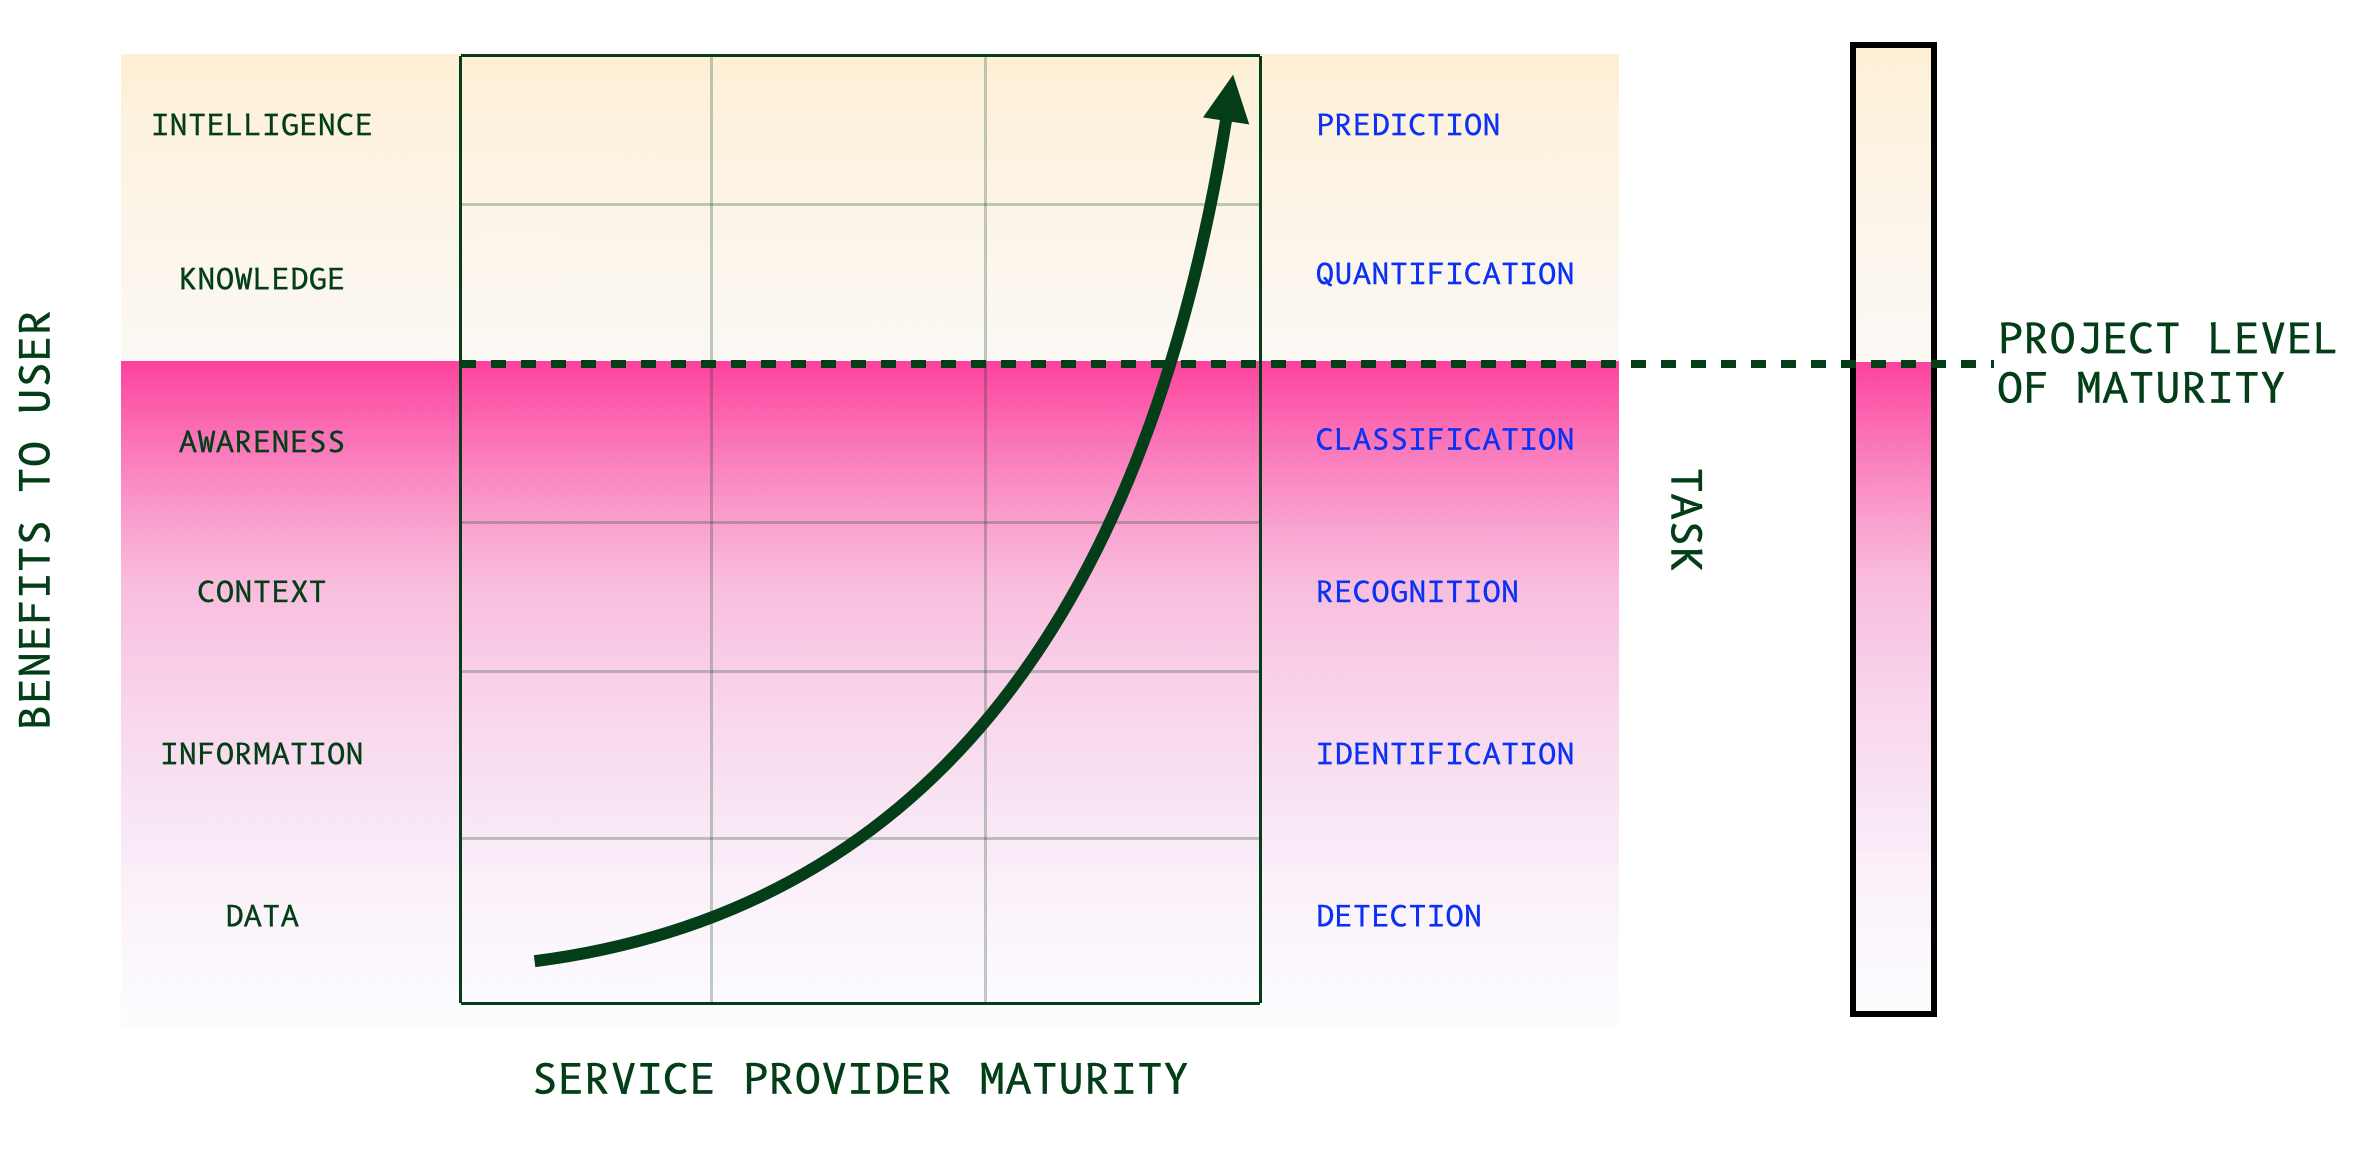 INTELLIGENCE
PREDICTION
KNOWLEDGE
QUANTIFICATION
BENEFITS TO USER
PROJECT LEVEL
OF MATURITY
AWARENESS
CLASSIFICATION
TASK
CONTEXT
RECOGNITION
INFORMATION
IDENTIFICATION
DATA
DETECTION
SERVICE PROVIDER MATURITY